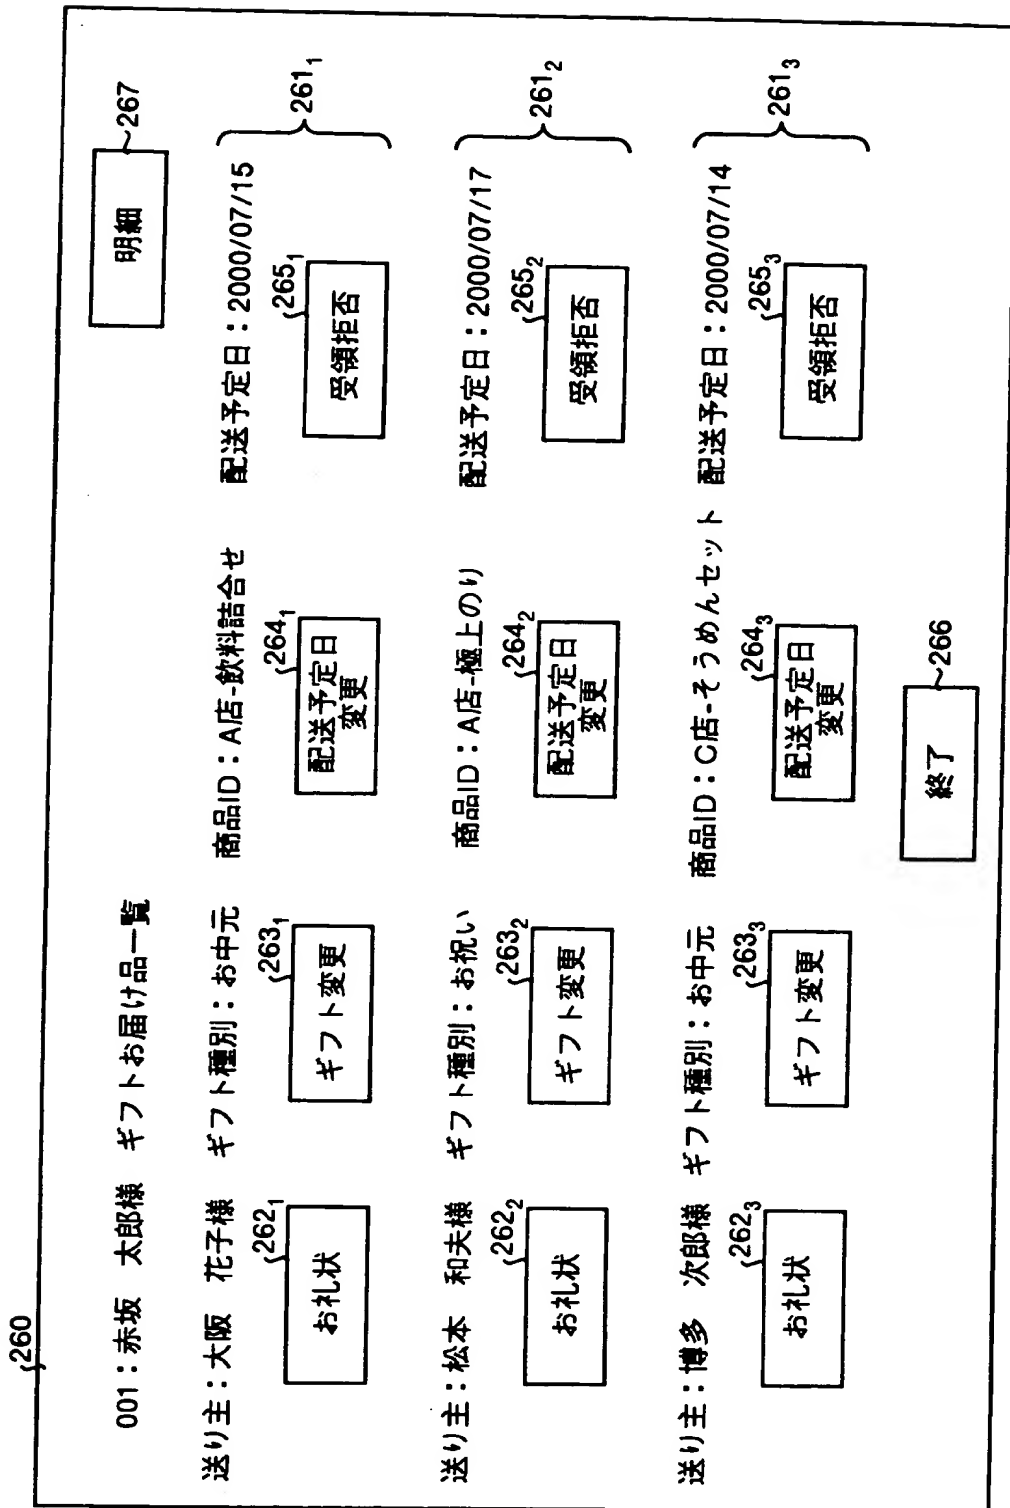 260
001：赤坂　太郎様　ギフトお届け品一覧
明細
267
送り主：大阪　花子様　ギフト種別：お中元　商品ID：A店-飲料詰合せ　配送予定日：2000/07/15
261₁
262₁　263₁　264₁　265₁
お礼状　ギフト変更　配送予定日　受領拒否
変更
送り主：松本　和夫様　ギフト種別：お祝い　商品ID：A店-極上のり　配送予定日：2000/07/17
261₂
262₂　263₂　264₂　265₂
お礼状　ギフト変更　配送予定日　受領拒否
変更
送り主：博多　次郎様　ギフト種別：お中元　商品ID：C店-そうめんセット　配送予定日：2000/07/14
261₃
262₃　263₃　264₃　265₃
お礼状　ギフト変更　配送予定日　受領拒否
変更
終了
266